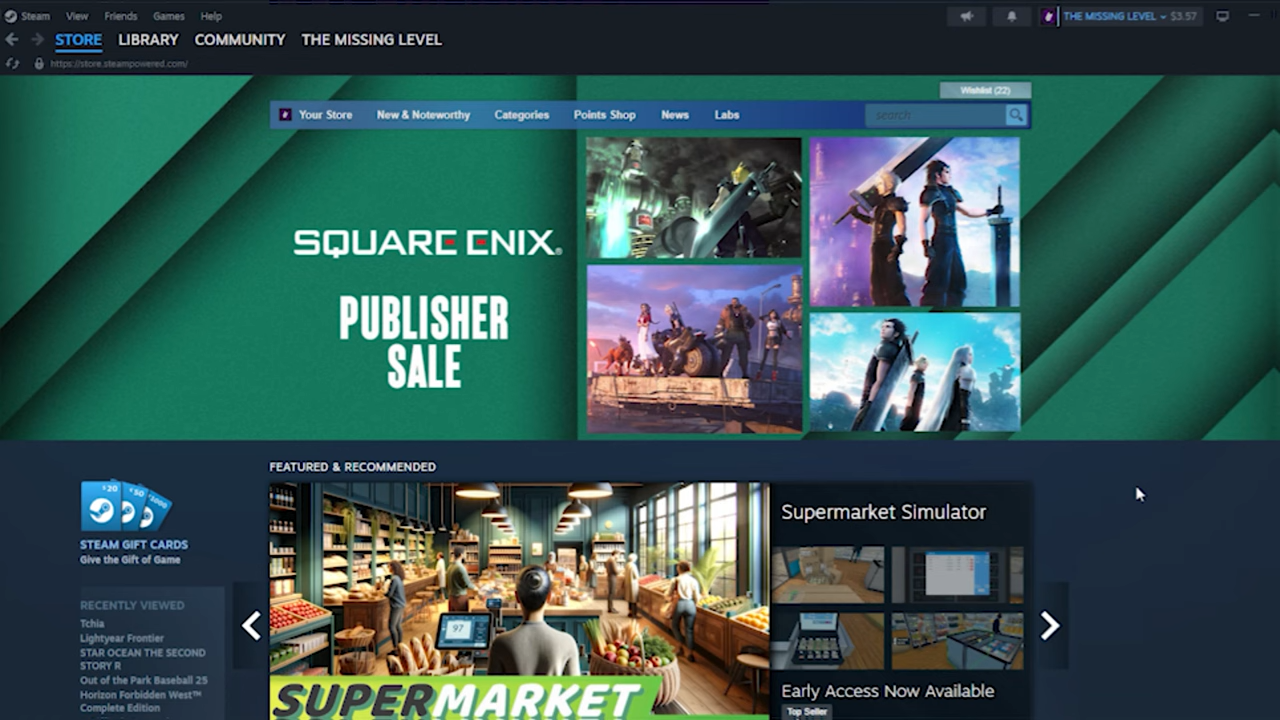 Steam View Friends Games Help
THE MISSING LEVEL $3.57
STORE LIBRARY COMMUNITY THE MISSING LEVEL
https://store.steampowered.com/
Wishlist (22)
Your Store New & Noteworthy Categories Points Shop News Labs
search
SQUARE ENIX®
PUBLISHER
SALE
FEATURED & RECOMMENDED
STEAM GIFT CARDS
Give the Gift of Game
RECENTLY VIEWED
Tchia
Lightyear Frontier
STAR OCEAN THE SECOND
STORY R
Out of the Park Baseball 25
Horizon Forbidden West™
Complete Edition
97
SUPERMARKET
Supermarket Simulator
Early Access Now Available
Top Seller